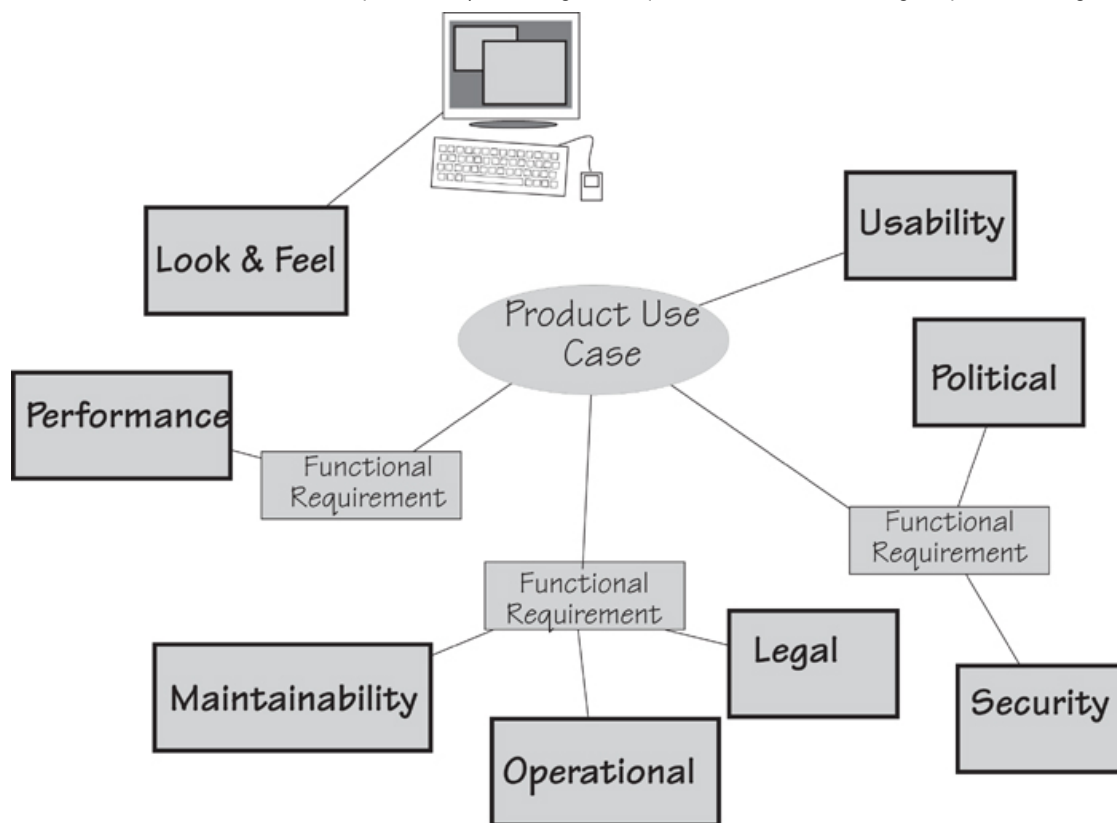 Look & Feel
Usability
Product Use
Case
Political
Performance
Functional
Requirement
Functional
Requirement
Functional
Requirement
Legal
Maintainability
Security
Operational